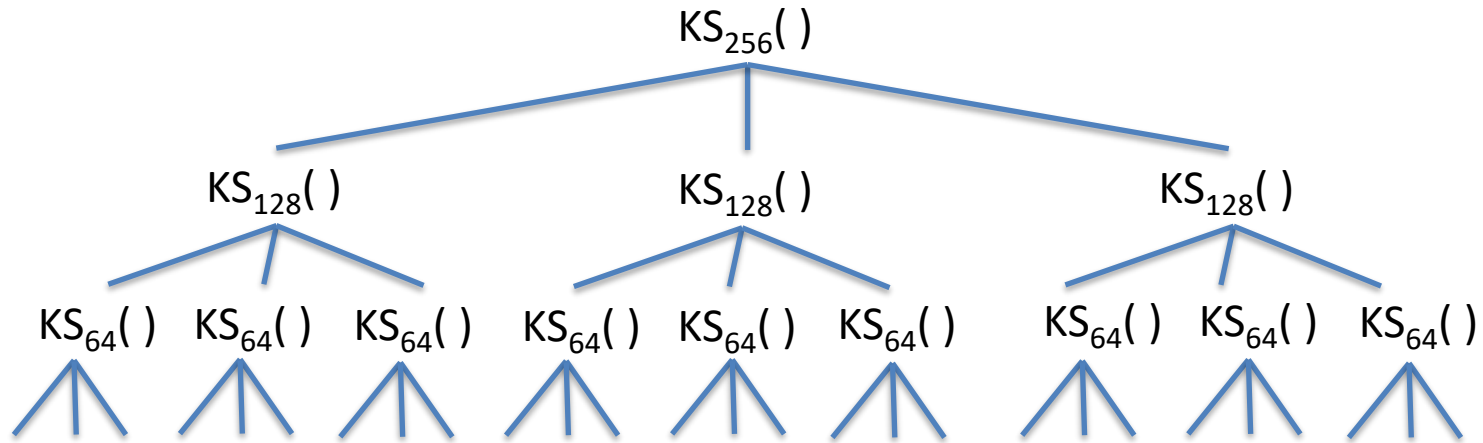 KS256( )
KS128( ) KS128( ) KS128( )
KS64( ) KS64( ) KS64( ) KS64( ) KS64( ) KS64( ) KS64( ) KS64( ) KS64( )